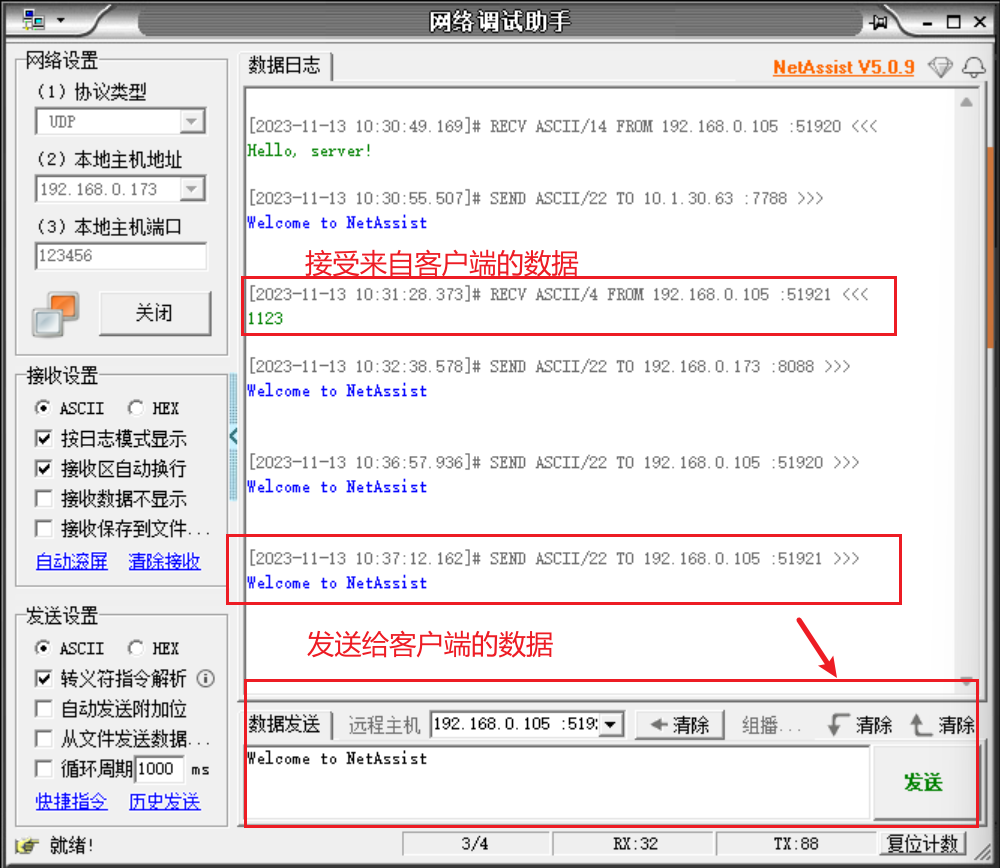 网络调试助手
网络设置
(1) 协议类型
UDP
(2) 本地主机地址
192.168.0.173
(3) 本地主机端口
123456
关闭
接收设置
ASCII HEX
按日志模式显示
接收区自动换行
接收数据不显示
接收保存到文件...
自动滚屏 清除接收
发送设置
ASCII HEX
转义符指令解析
自动发送附加位
从文件发送数据...
循环周期 1000 ms
快捷指令 历史发送
数据日志 NetAssist V5.0.9
[2023-11-13 10:30:49.169]# RECV ASCII/14 FROM 192.168.0.105 :51920 <<<
Hello, server!
[2023-11-13 10:30:55.507]# SEND ASCII/22 TO 10.1.30.63 :7788 >>>
Welcome to NetAssist
接受来自客户端的数据
[2023-11-13 10:31:28.373]# RECV ASCII/4 FROM 192.168.0.105 :51921 <<<
1123
[2023-11-13 10:32:38.578]# SEND ASCII/22 TO 192.168.0.173 :8088 >>>
Welcome to NetAssist
[2023-11-13 10:36:57.936]# SEND ASCII/22 TO 192.168.0.105 :51920 >>>
Welcome to NetAssist
[2023-11-13 10:37:12.162]# SEND ASCII/22 TO 192.168.0.105 :51921 >>>
Welcome to NetAssist
发送给客户端的数据
数据发送 远程主机 192.168.0.105 :519 清除 组播... 清除 清除
Welcome to NetAssist
发送
就绪! 3/4 RX:32 TX:88 复位计数